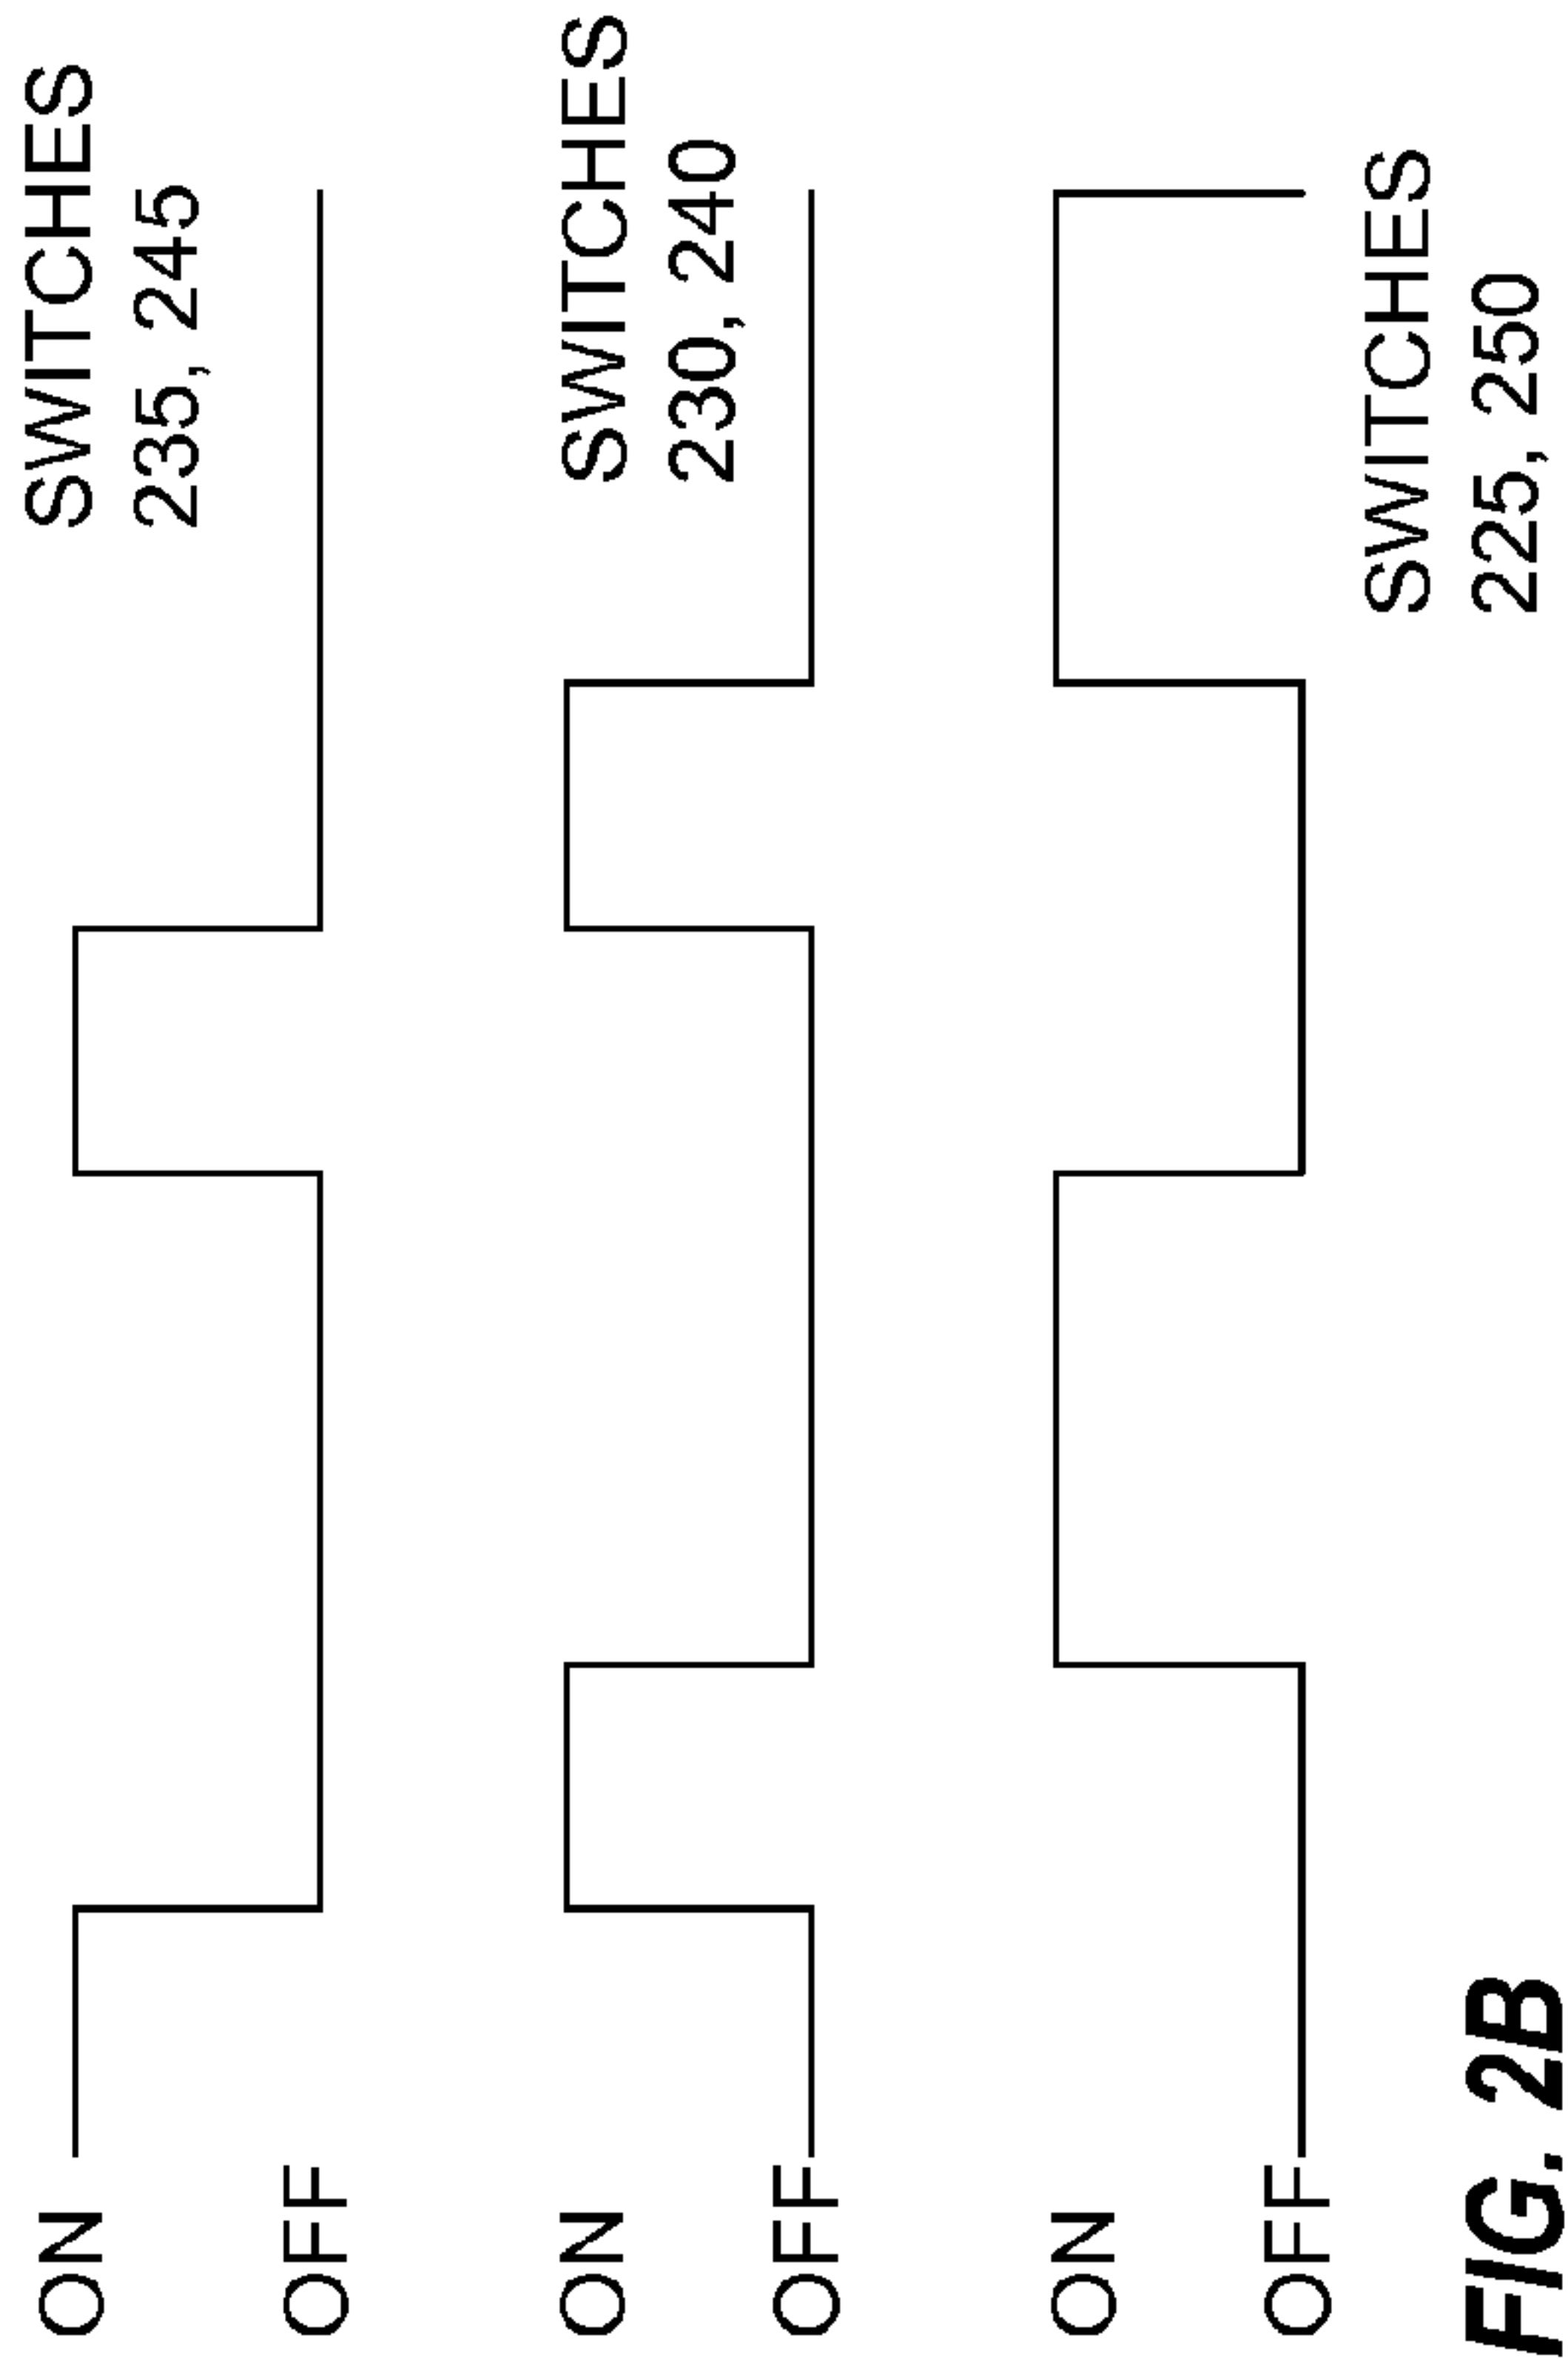 SWITCHES
235, 245
ON
OFF
SWITCHES
230, 240
ON
OFF
ON
OFF
SWITCHES
225, 250
FIG. 2B